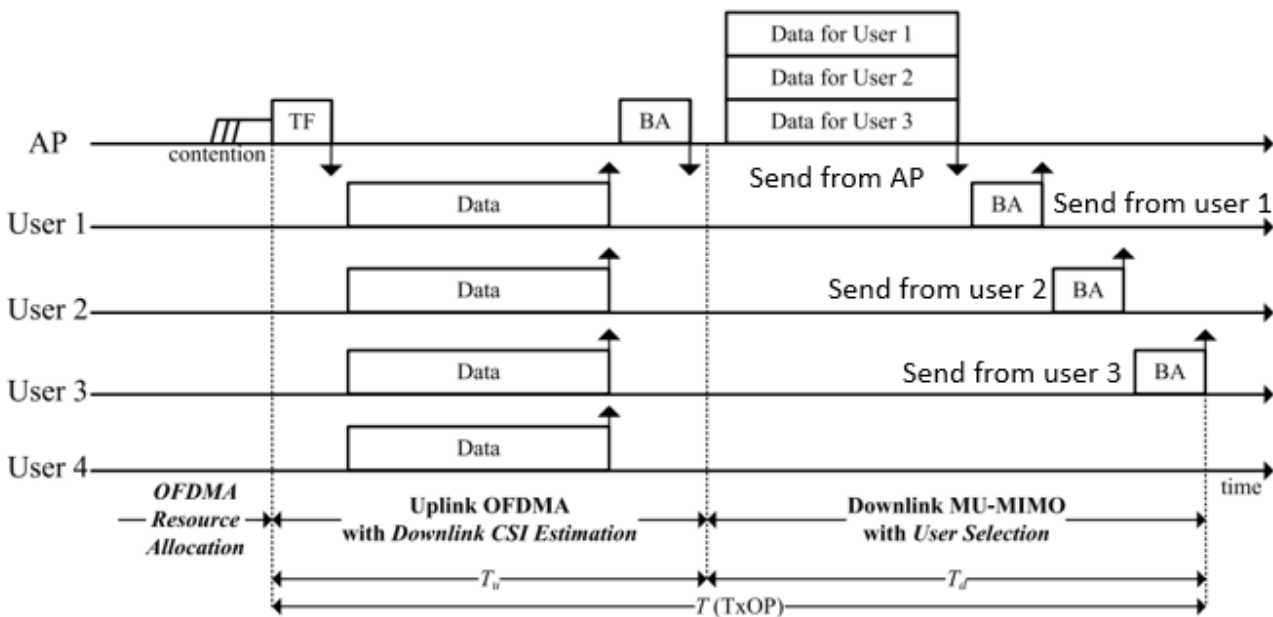 Data for User 1
Data for User 2
TF
BA
Data for User 3
AP
contention
Send from AP
Data
BA
Send from user 1
User 1
Data
Send from user 2
BA
User 2
Data
Send from user 3
BA
User 3
Data
User 4
time
OFDMA
Resource
Allocation
Uplink OFDMA
with Downlink CSI Estimation
Downlink MU-MIMO
with User Selection
Tu
Td
T (TxOP)